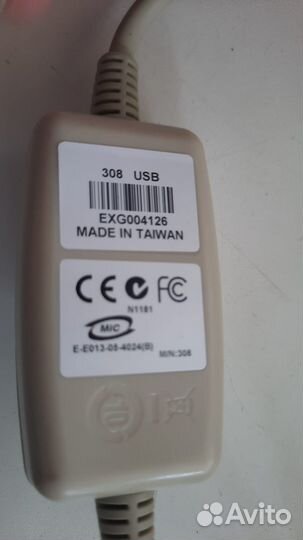 308 USB
EXG004126
MADE IN TAIWAN
CE FC
N1181
MIC
E-E013-05-4024(B) M/N:308
Avito